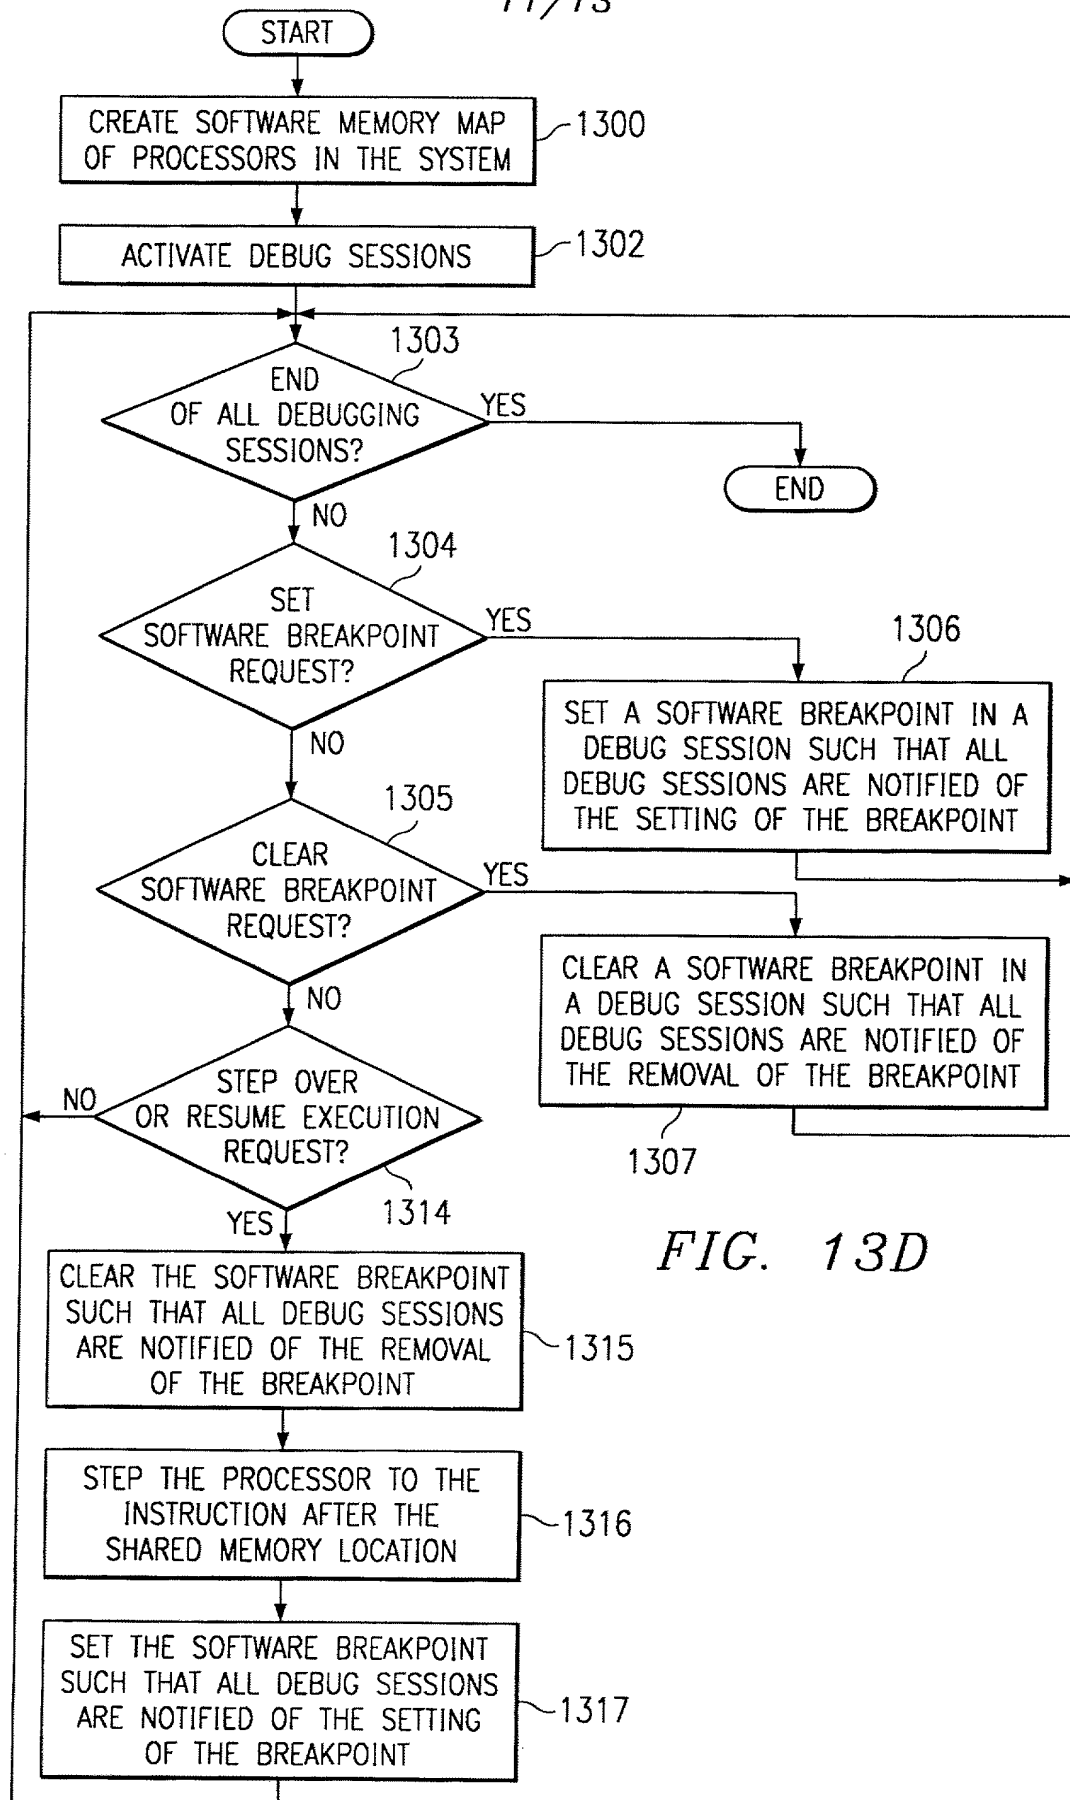 START
CREATE SOFTWARE MEMORY MAP
OF PROCESSORS IN THE SYSTEM
1300
ACTIVATE DEBUG SESSIONS
1302
1303
END
OF ALL DEBUGGING
SESSIONS?
YES
END
NO
1304
SET
SOFTWARE BREAKPOINT
REQUEST?
YES
1306
SET A SOFTWARE BREAKPOINT IN A
DEBUG SESSION SUCH THAT ALL
DEBUG SESSIONS ARE NOTIFIED OF
THE SETTING OF THE BREAKPOINT
NO
1305
CLEAR
SOFTWARE BREAKPOINT
REQUEST?
YES
CLEAR A SOFTWARE BREAKPOINT IN
A DEBUG SESSION SUCH THAT ALL
DEBUG SESSIONS ARE NOTIFIED OF
THE REMOVAL OF THE BREAKPOINT
1307
NO
STEP OVER
OR RESUME EXECUTION
REQUEST?
NO
1314
YES
FIG. 13D
CLEAR THE SOFTWARE BREAKPOINT
SUCH THAT ALL DEBUG SESSIONS
ARE NOTIFIED OF THE REMOVAL
OF THE BREAKPOINT
1315
STEP THE PROCESSOR TO THE
INSTRUCTION AFTER THE
SHARED MEMORY LOCATION
1316
SET THE SOFTWARE BREAKPOINT
SUCH THAT ALL DEBUG SESSIONS
ARE NOTIFIED OF THE SETTING
OF THE BREAKPOINT
1317